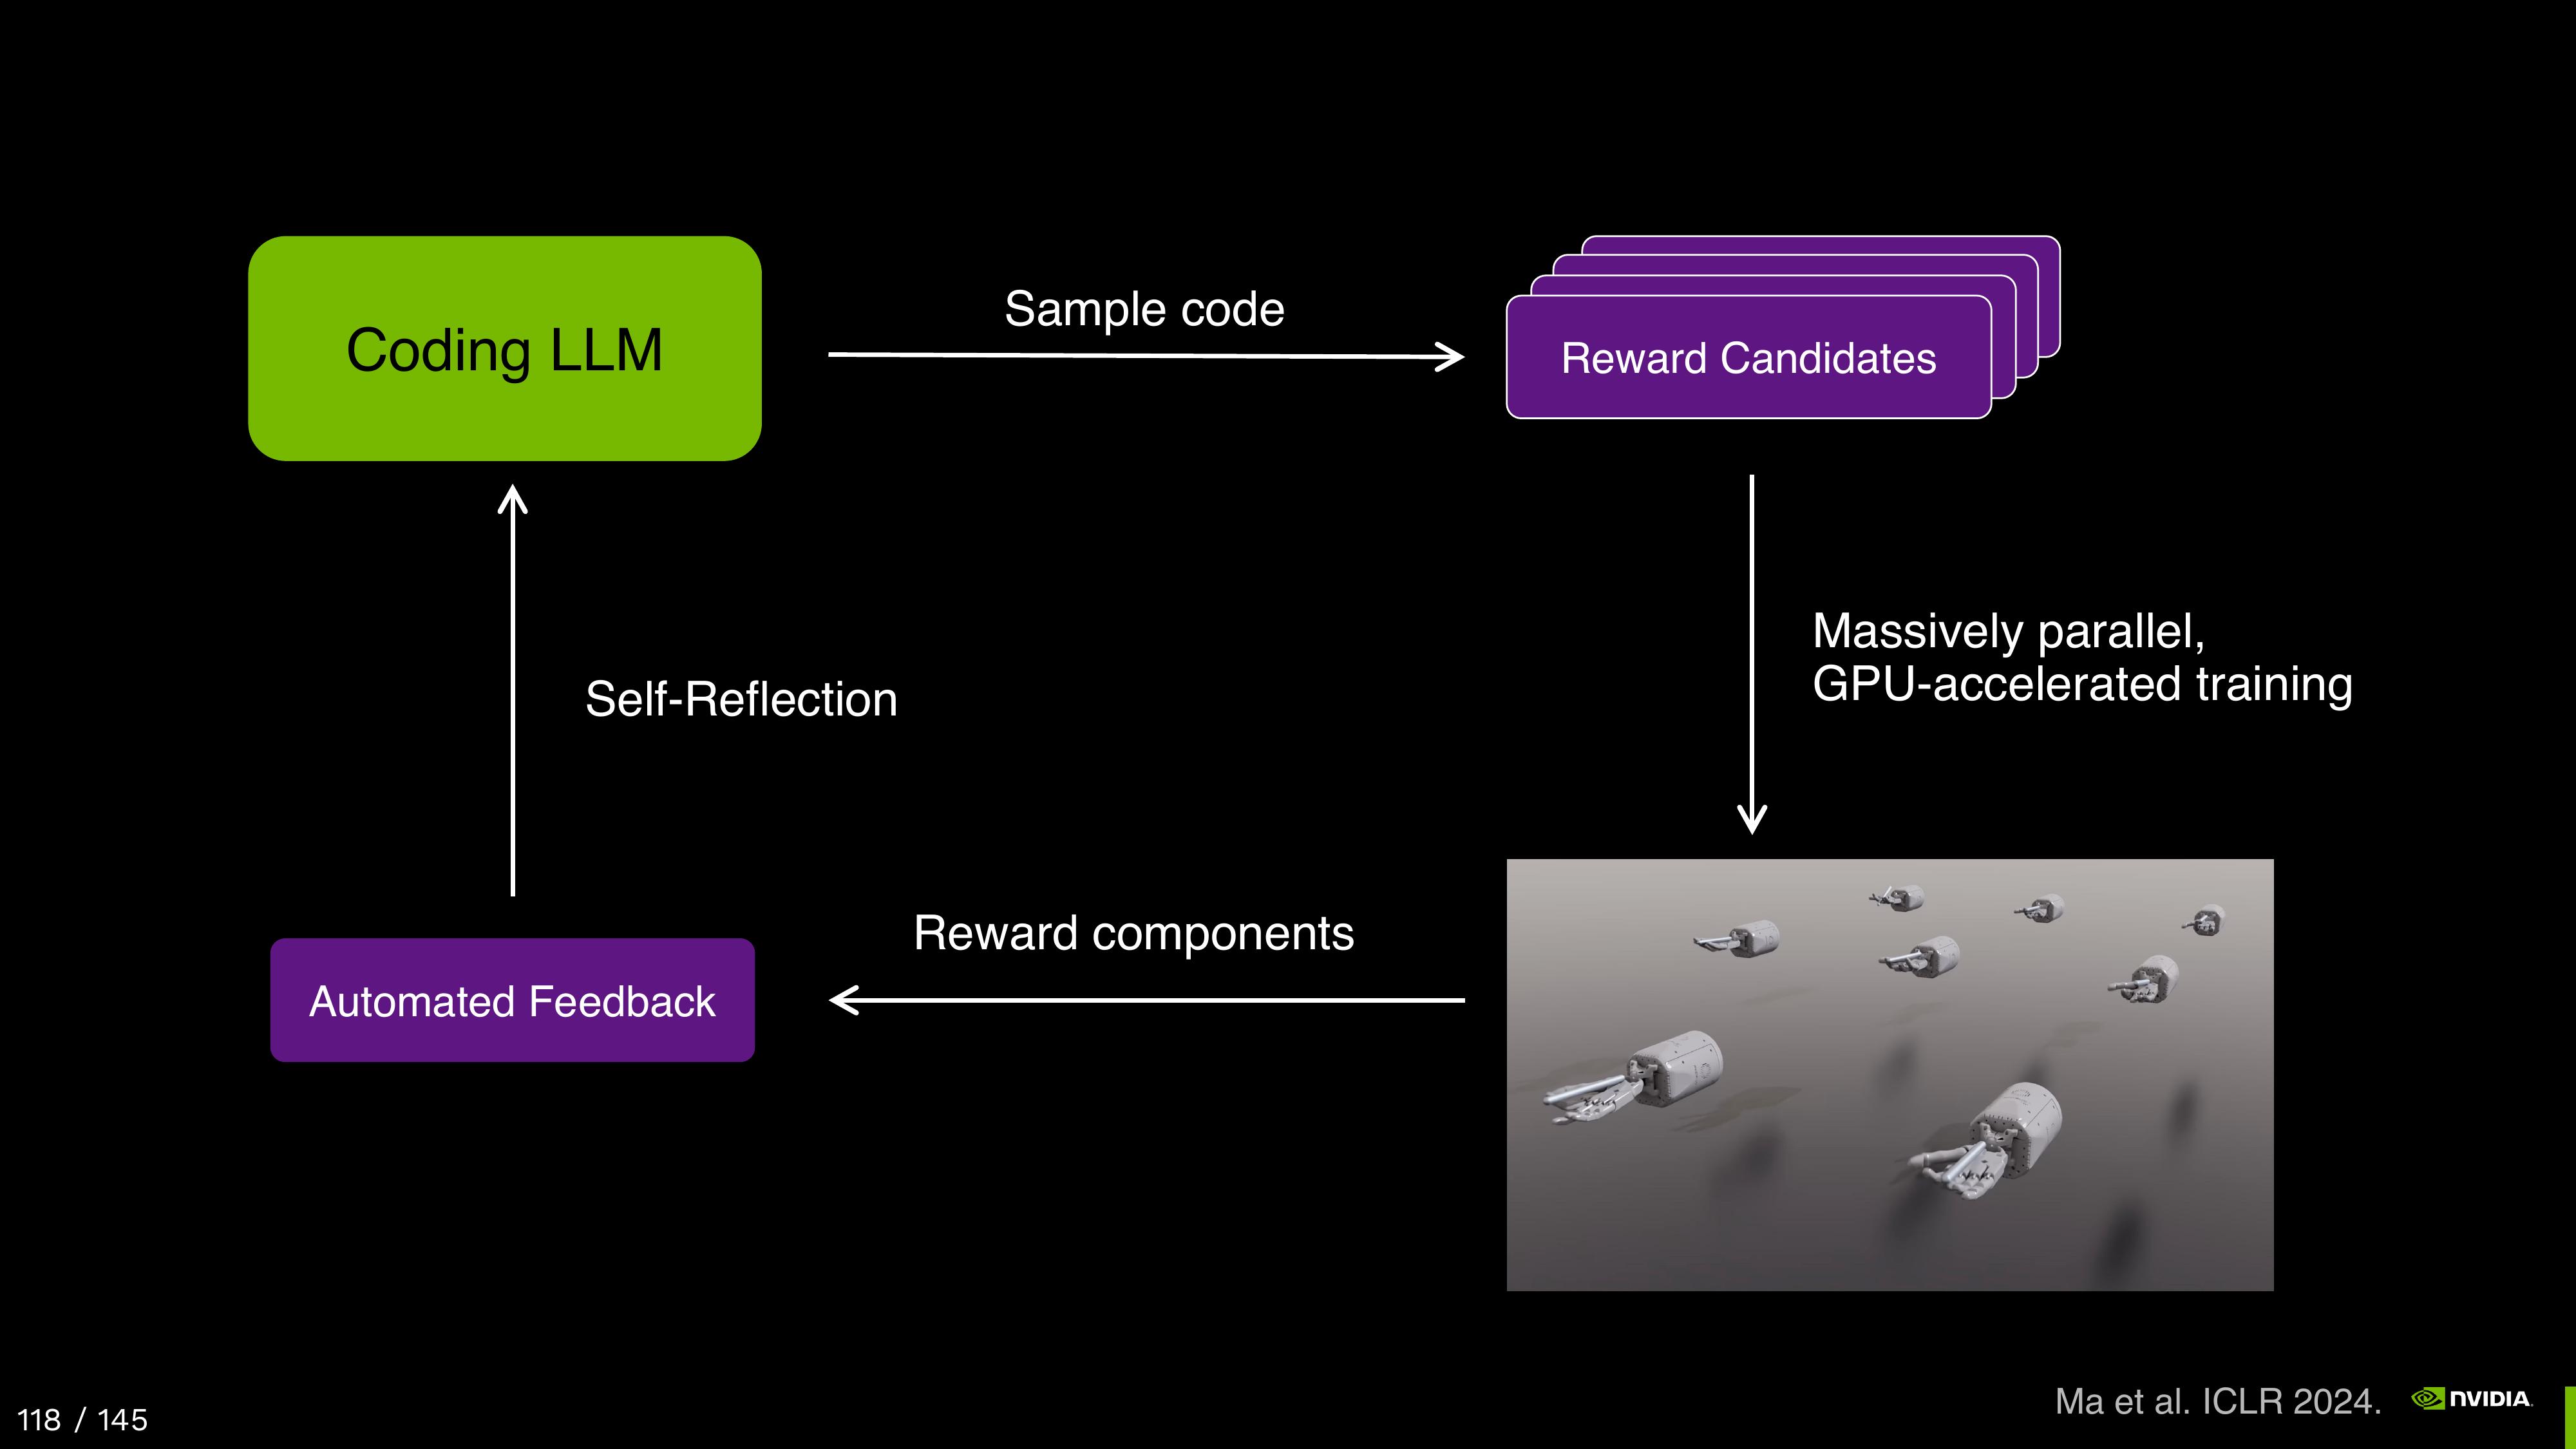 Coding LLM
Sample code
Reward Candidates
Massively parallel,
GPU-accelerated training
Self-Reflection
Reward components
Automated Feedback
118 / 145
Ma et al. ICLR 2024.
NVIDIA.